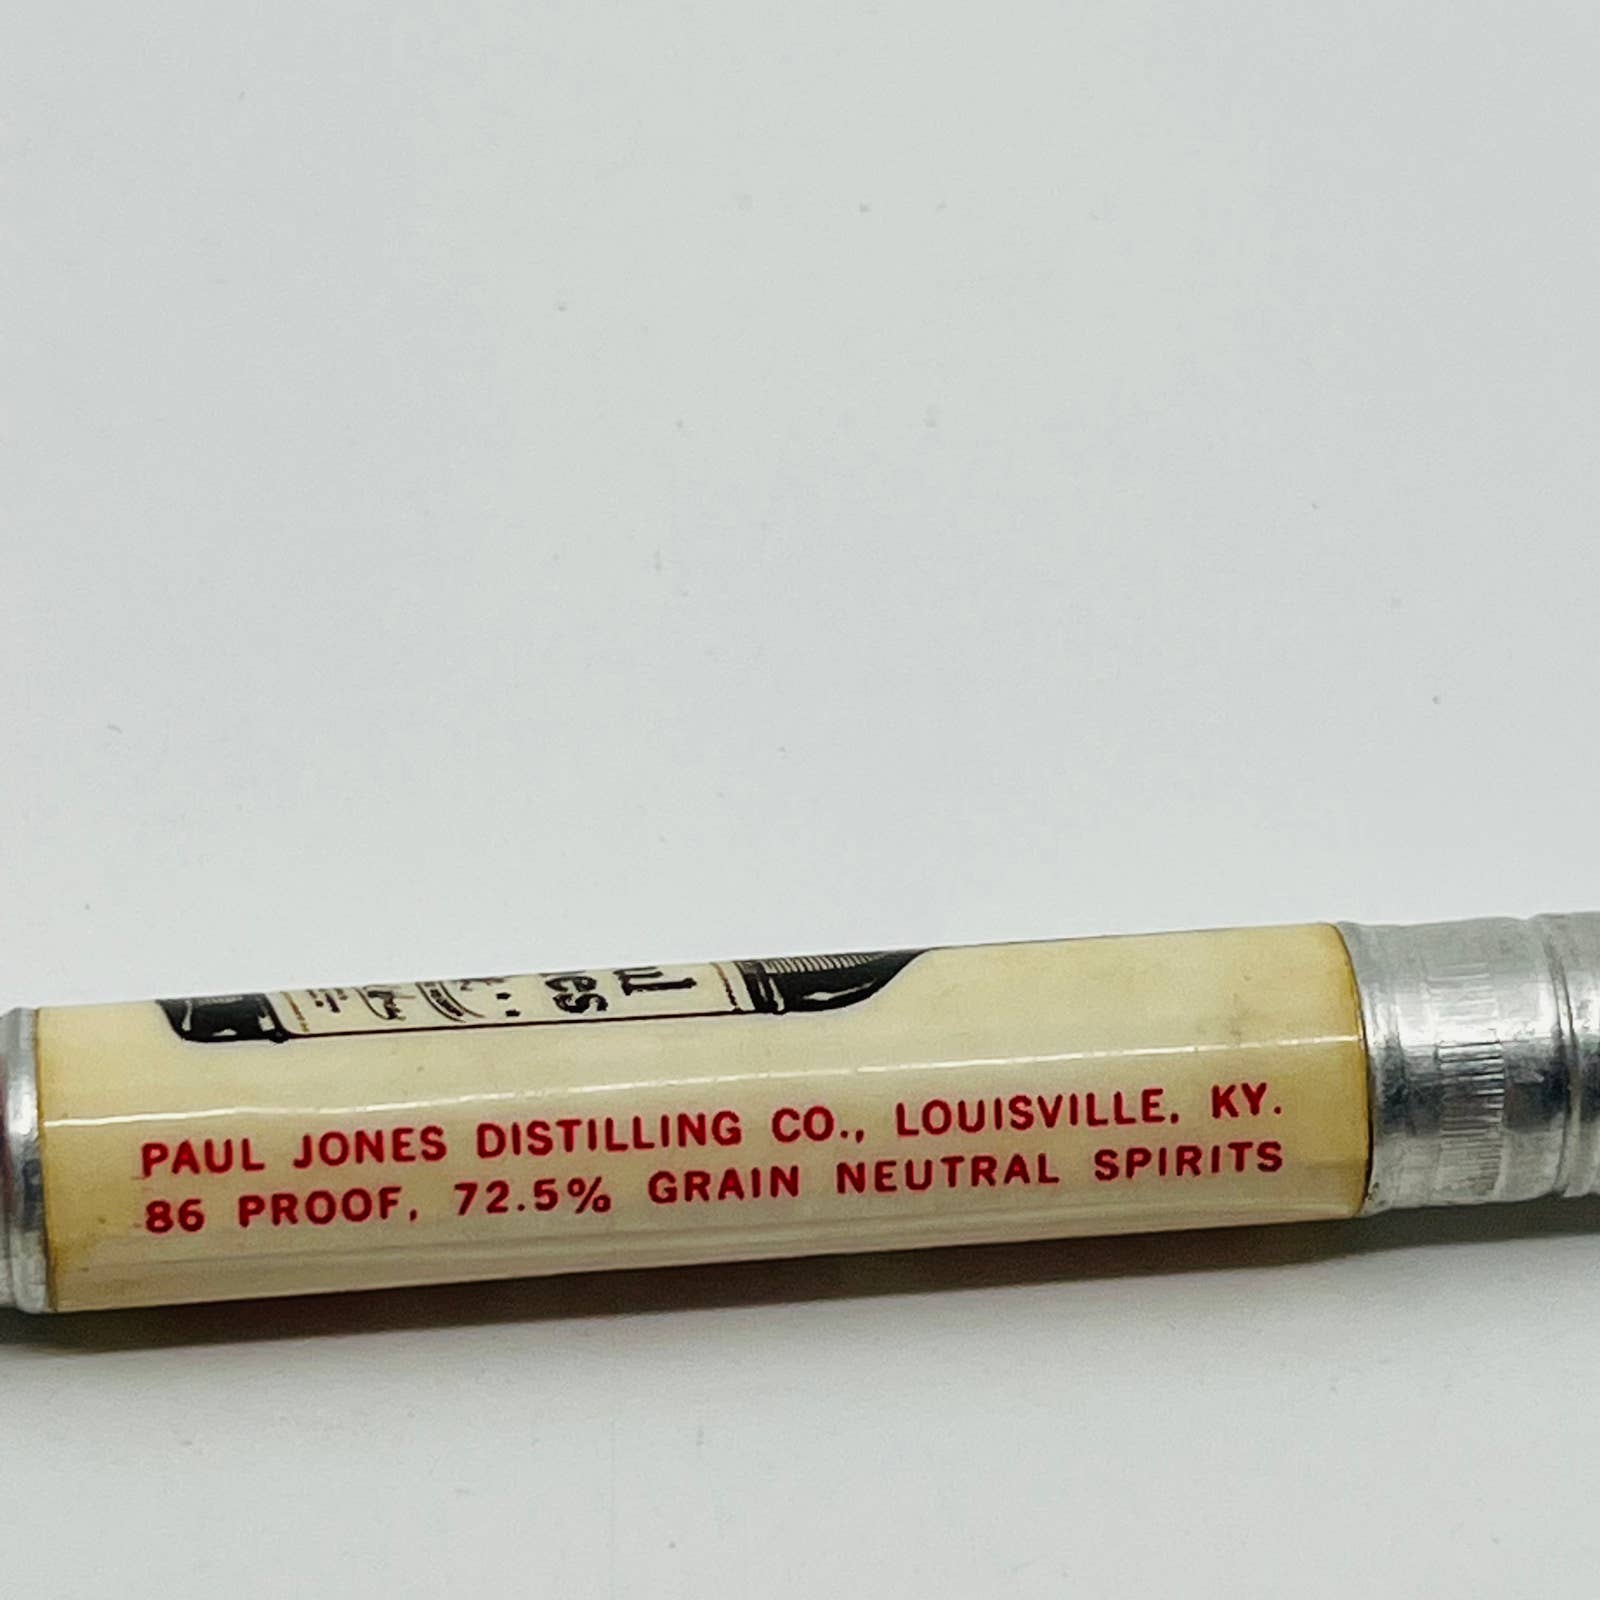 PAUL JONES DISTILLING CO., LOUISVILLE, KY.
86 PROOF, 72.5% GRAIN NEUTRAL SPIRITS